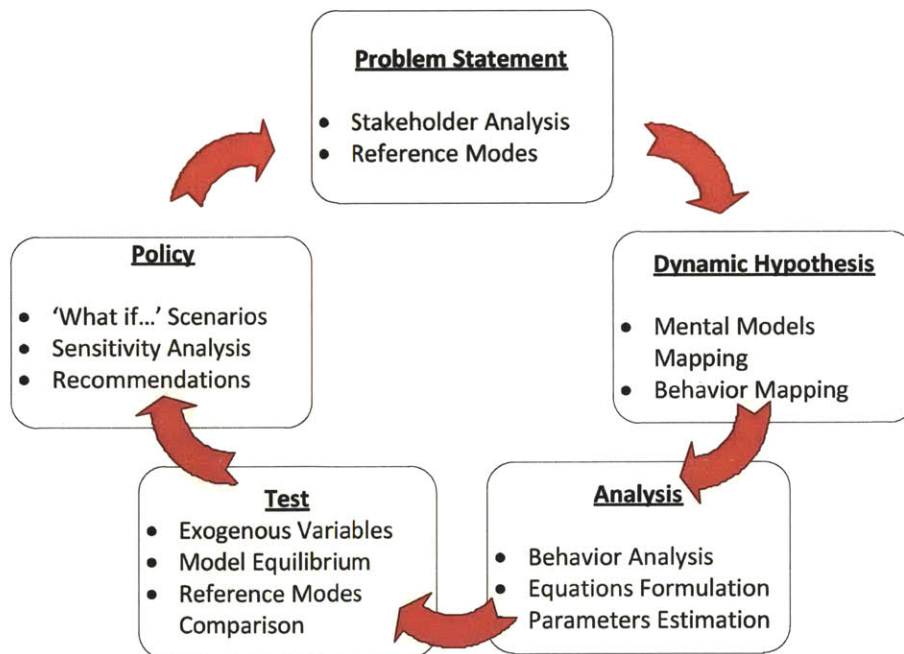 Problem Statement
• Stakeholder Analysis
• Reference Modes
Dynamic Hypothesis
• Mental Models
Mapping
• Behavior Mapping
Analysis
• Behavior Analysis
• Equations Formulation
Parameters Estimation
Test
• Exogenous Variables
• Model Equilibrium
• Reference Modes
Comparison
Policy
• ‘What if...’ Scenarios
• Sensitivity Analysis
• Recommendations